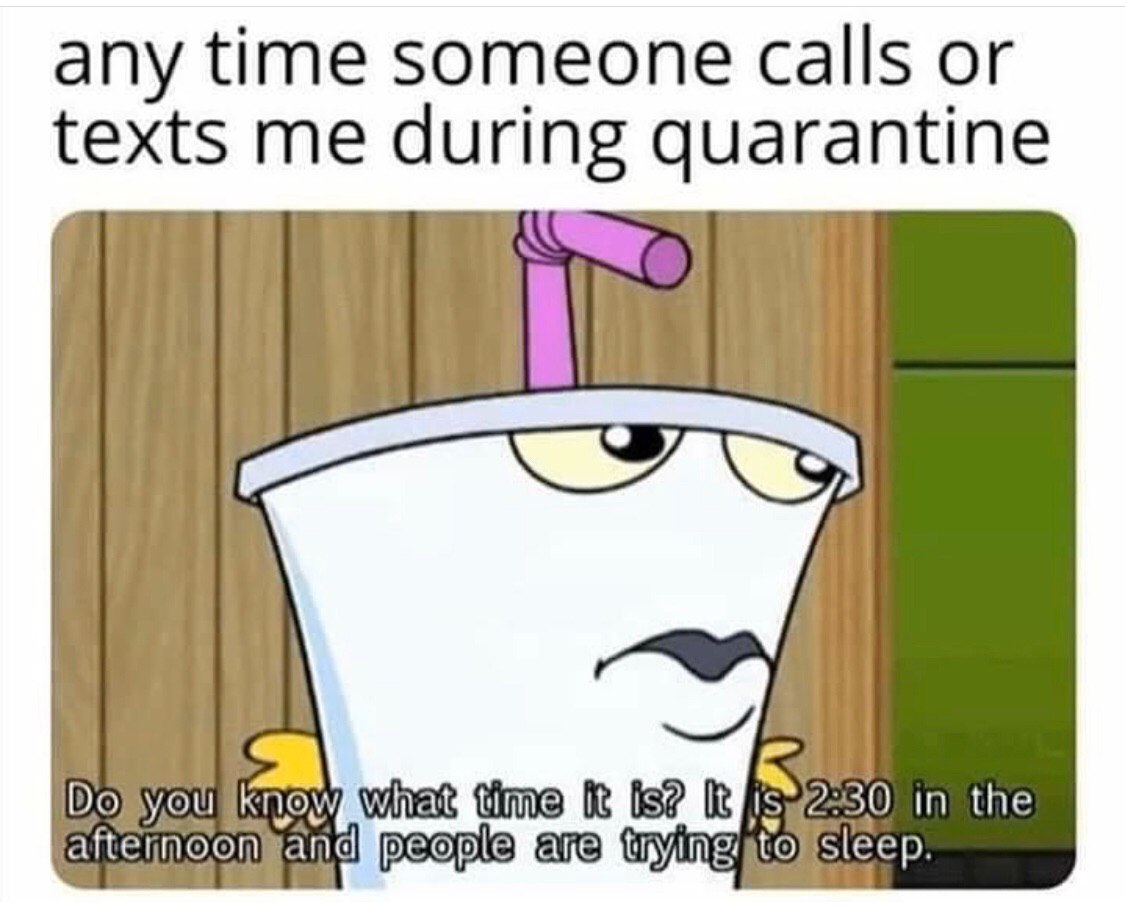 any time someone calls or
texts me during quarantine
Do you know what time it is? It is 2:30 in the
afternoon and people are trying to sleep.